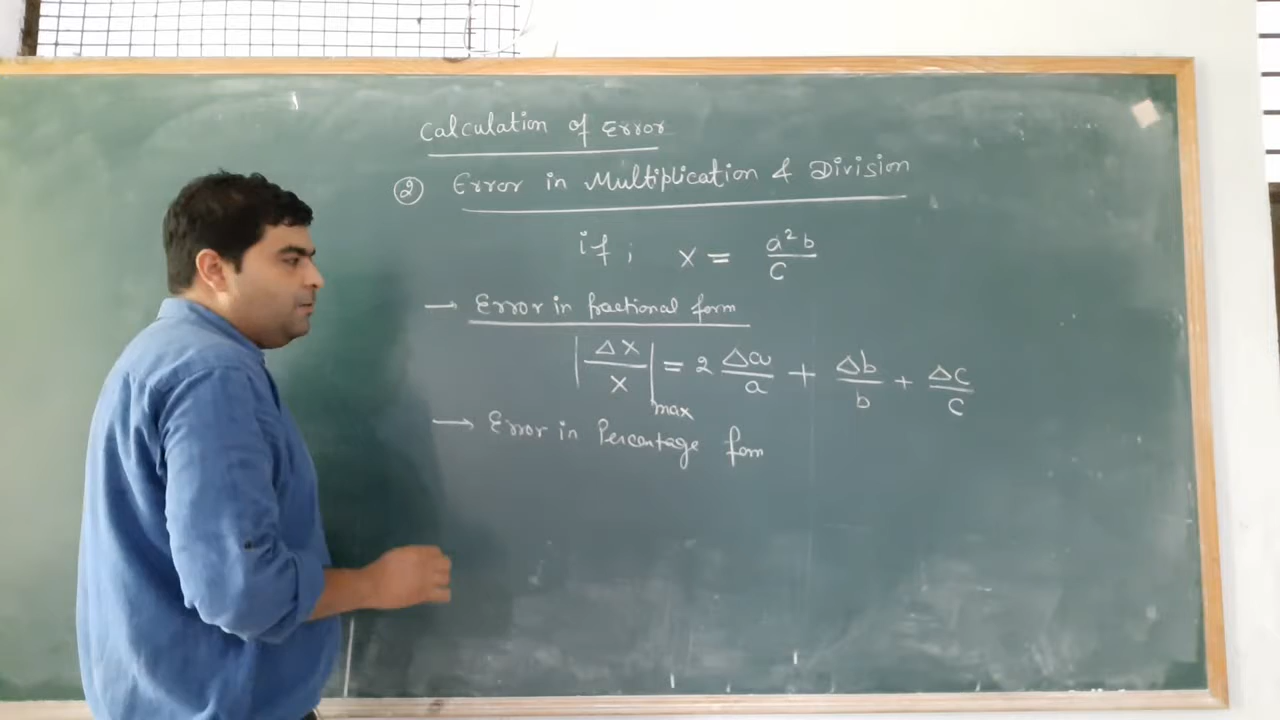 Calculation of Error
② Error in Multiplication & Division
if; x = a²b/c
→ Error in fractional form
|Δx/x|max = 2 Δa/a + Δb/b + Δc/c
→ Error in Percentage form